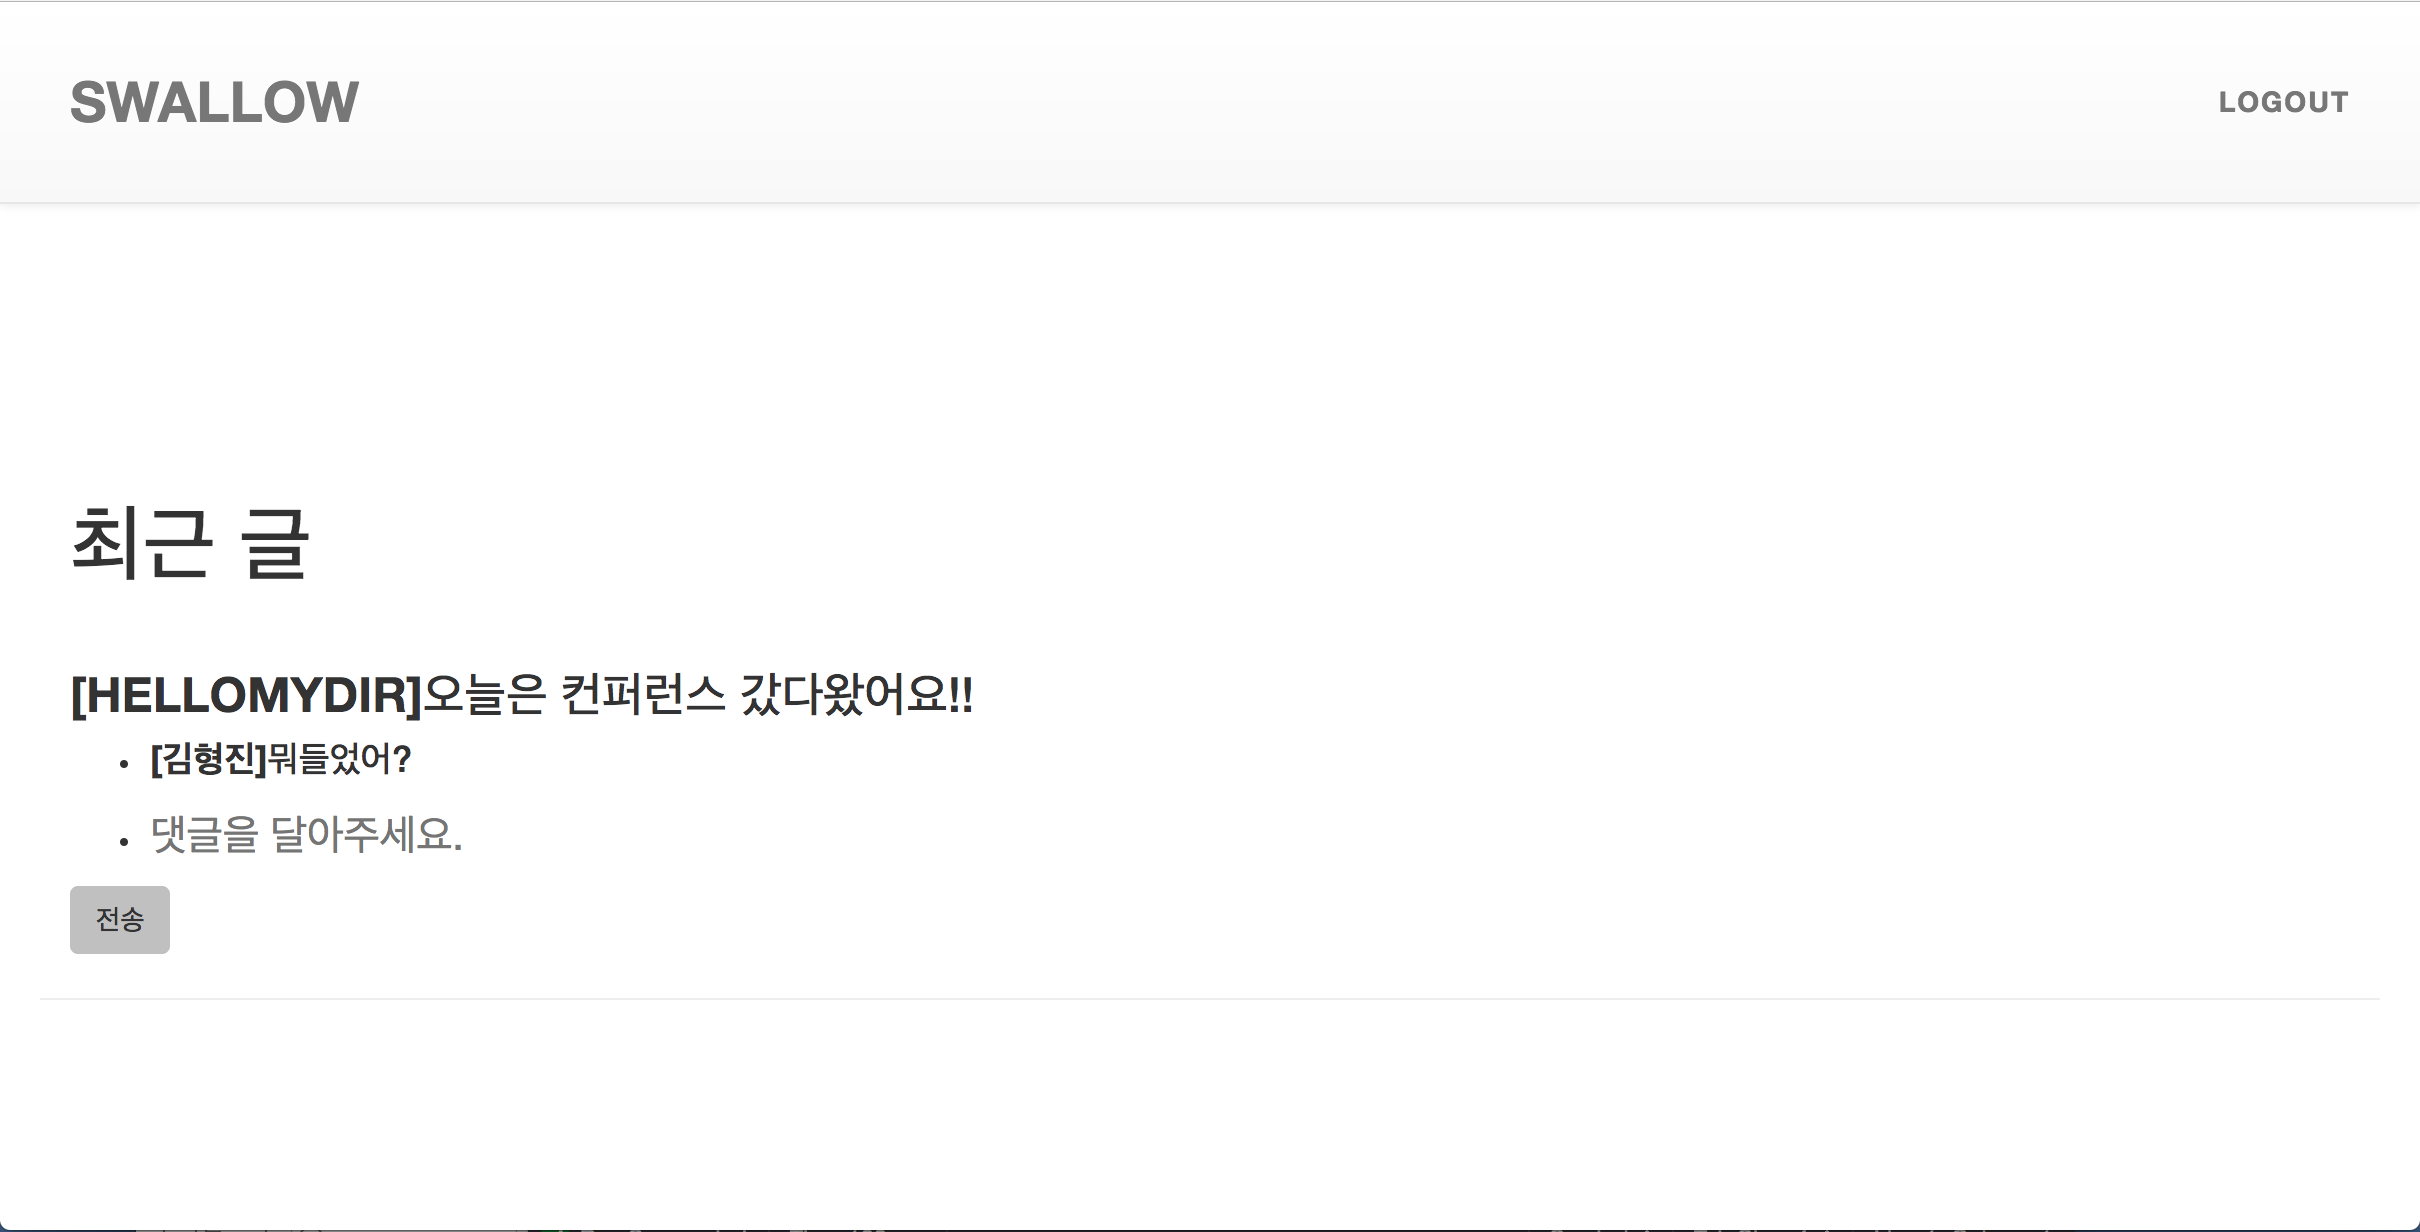 SWALLOW
LOGOUT
최근 글
[HELLOMYDIR]오늘은 컨퍼런스 갔다왔어요!!
[김형진]뭐들었어?
댓글을 달아주세요.
전송